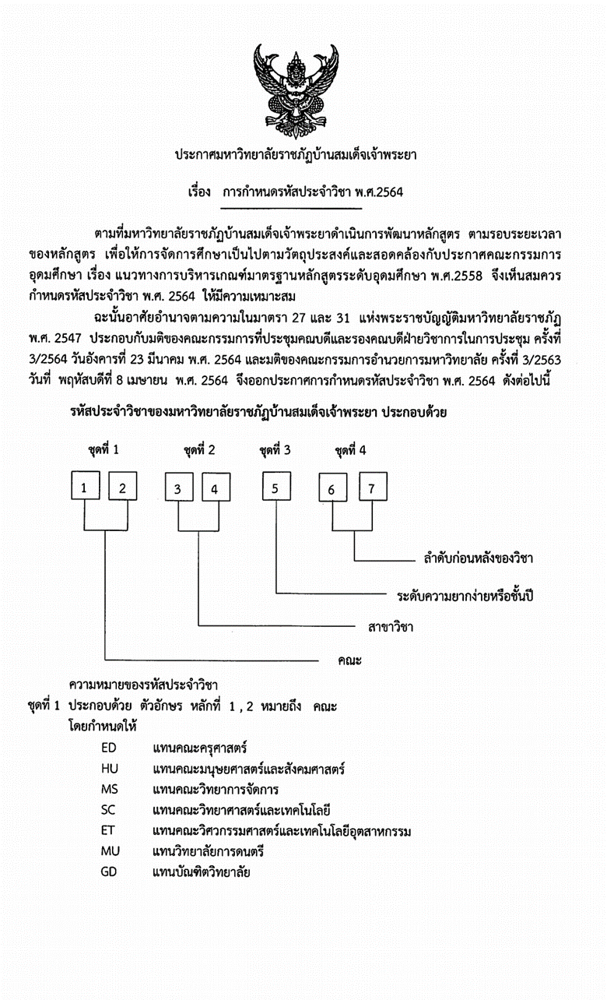 ประกาศมหาวิทยาลัยราชภัฏบ้านสมเด็จเจ้าพระยา
เรื่อง การกำหนดรหัสประจำวิชา พ.ศ.2564
ตามที่มหาวิทยาลัยราชภัฏบ้านสมเด็จเจ้าพระยาดำเนินการพัฒนาหลักสูตร ตามรอบระยะเวลา
ของหลักสูตร เพื่อให้การจัดการศึกษาเป็นไปตามวัตถุประสงค์และสอดคล้องกับประกาศคณะกรรมการ
อุดมศึกษา เรื่อง แนวทางการบริหารเกณฑ์มาตรฐานหลักสูตรระดับอุดมศึกษา พ.ศ.2558 จึงเห็นสมควร
กำหนดรหัสประจำวิชา พ.ศ. 2564 ให้มีความเหมาะสม
ฉะนั้นอาศัยอำนาจตามความในมาตรา 27 และ 31 แห่งพระราชบัญญัติมหาวิทยาลัยราชภัฏ
พ.ศ. 2547 ประกอบกับมติของคณะกรรมการที่ประชุมคณบดีและรองคณบดีฝ่ายวิชาการในการประชุม ครั้งที่
3/2564 วันอังคารที่ 23 มีนาคม พ.ศ. 2564 และมติของคณะกรรมการอำนวยการมหาวิทยาลัย ครั้งที่ 3/2563
วันที่ พฤหัสบดีที่ 8 เมษายน พ.ศ. 2564 จึงออกประกาศการกำหนดรหัสประจำวิชา พ.ศ. 2564 ดังต่อไปนี้
รหัสประจำวิชาของมหาวิทยาลัยราชภัฏบ้านสมเด็จเจ้าพระยา ประกอบด้วย
ชุดที่ 1 ชุดที่ 2 ชุดที่ 3 ชุดที่ 4
1 2 3 4 5 6 7
ลำดับก่อนหลังของวิชา
ระดับความยากง่ายหรือชั้นปี
สาขาวิชา
คณะ
ความหมายของรหัสประจำวิชา
ชุดที่ 1 ประกอบด้วย ตัวอักษร หลักที่ 1 , 2 หมายถึง คณะ
โดยกำหนดให้
ED แทนคณะครุศาสตร์
HU แทนคณะมนุษยศาสตร์และสังคมศาสตร์
MS แทนคณะวิทยาการจัดการ
SC แทนคณะวิทยาศาสตร์และเทคโนโลยี
ET แทนคณะวิศวกรรมศาสตร์และเทคโนโลยีอุตสาหกรรม
MU แทนวิทยาลัยการดนตรี
GD แทนบัณฑิตวิทยาลัย